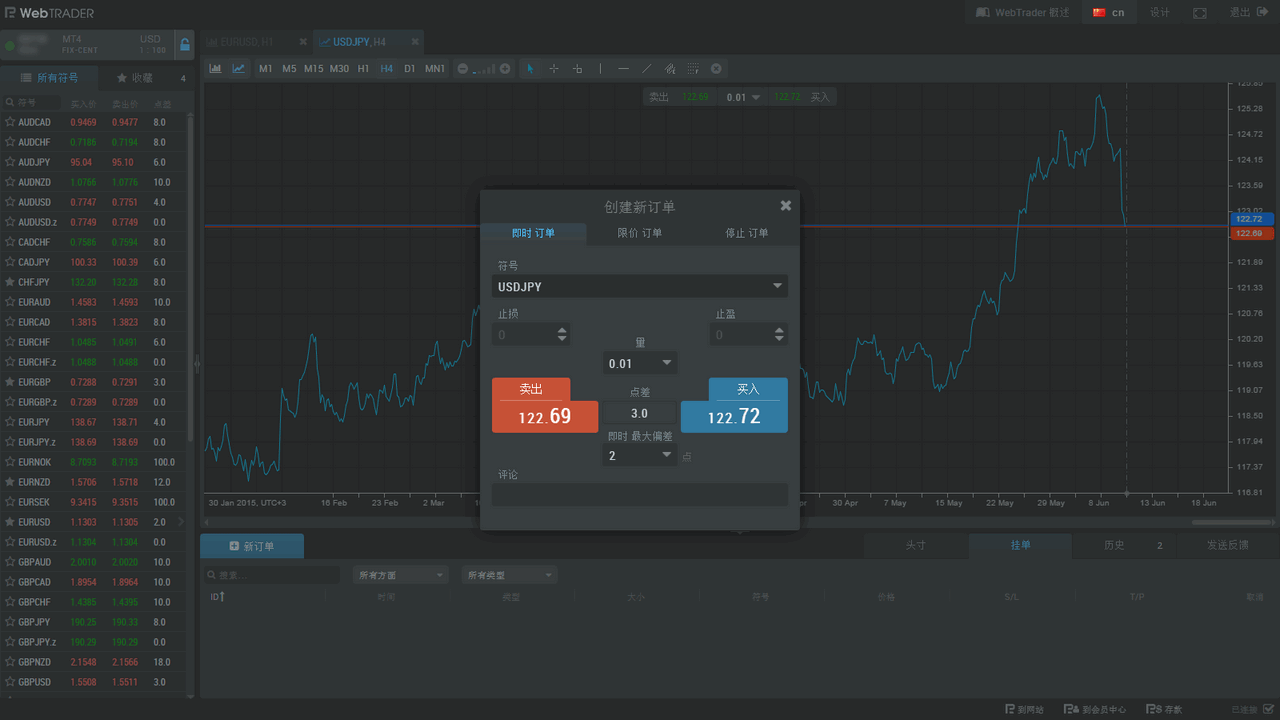 WebTRADER
WebTrader 概述
cn
设计
退出
MT4 USD
FIX-CENT 1 : 100
EURUSD H1
USDJPY, H4
所有符号
收藏 4
M1 M5 M15 M30 H1 H4 D1 MN1
符号 买入价 卖出价 点差
AUDCAD 0.9469 0.9477 8.0
AUDCHF 0.7186 0.7194 8.0
AUDJPY 95.04 95.10 6.0
AUDNZD 1.0766 1.0776 10.0
AUDUSD 0.7747 0.7751 4.0
AUDUSD.z 0.7749 0.7749 0.0
CADCHF 0.7586 0.7594 8.0
CADJPY 100.33 100.39 6.0
CHFJPY 132.20 132.28 8.0
EURAUD 1.4583 1.4593 10.0
EURCAD 1.3815 1.3823 8.0
EURCHF 1.0485 1.0491 6.0
EURCHF.z 1.0488 1.0488 0.0
EURGBP 0.7288 0.7291 3.0
EURGBP.z 0.7289 0.7289 0.0
EURJPY 138.67 138.71 4.0
EURJPY.z 138.69 138.69 0.0
EURNOK 8.7093 8.7193 100.0
EURNZD 1.5706 1.5718 12.0
EURSEK 9.3415 9.3515 100.0
EURUSD 1.1303 1.1305 2.0
EURUSD.z 1.1304 1.1304 0.0
GBPAUD 2.0010 2.0020 10.0
GBPCAD 1.8954 1.8964 10.0
GBPCHF 1.4385 1.4395 10.0
GBPJPY 190.25 190.33 8.0
GBPJPY.z 190.29 190.29 0.0
GBPNZD 2.1548 2.1566 18.0
GBPUSD 1.5508 1.5511 3.0
卖出 122.69 0.01 122.72 买入
125.85
125.28
124.72
124.15
123.59
123.02
122.72
122.69
121.89
121.33
120.76
120.20
119.63
119.07
118.50
117.94
117.37
116.81
30 Jan 2015, UTC+3 16 Feb 23 Feb 2 Mar 30 Apr 7 May 15 May 22 May 29 May 8 Jun 13 Jun 18 Jun
创建新订单
即时 订单
限价 订单
停止 订单
符号
USDJPY
止损
止盈
0
0
量
0.01
卖出
点差
买入
122.69
3.0
122.72
即时 最大偏差
2 点
评论
新订单
头寸
挂单
历史 2
发送反馈
搜索...
所有方面
所有类型
ID 时间 类型 大小 符号 价格 S/L T/P 取消
到网站
到会员中心
存款
已连接